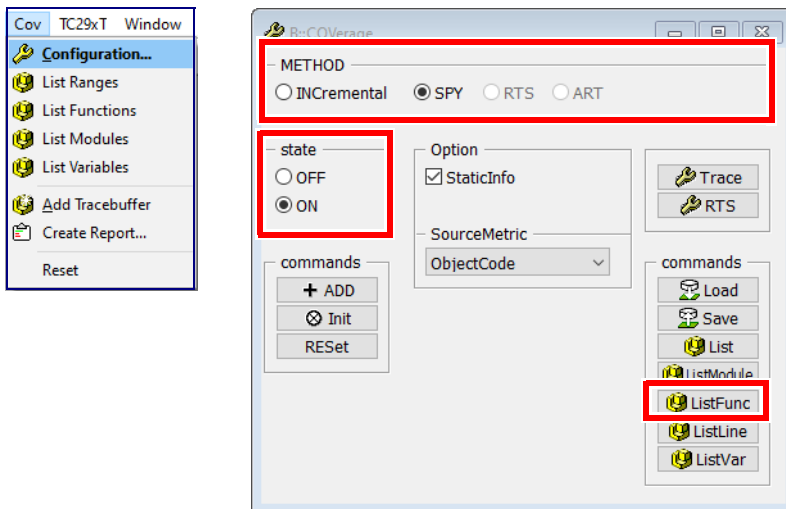 Cov TC29xT Window
Configuration...
List Ranges
List Functions
List Modules
List Variables
Add Tracebuffer
Create Report...
Reset
B::COVerage
METHOD
INCremental SPY RTS ART
state
OFF
ON
Option
StaticInfo
SourceMetric
ObjectCode
Trace
RTS
commands
+ ADD
Init
RESet
commands
Load
Save
List
ListModule
ListFunc
ListLine
ListVar